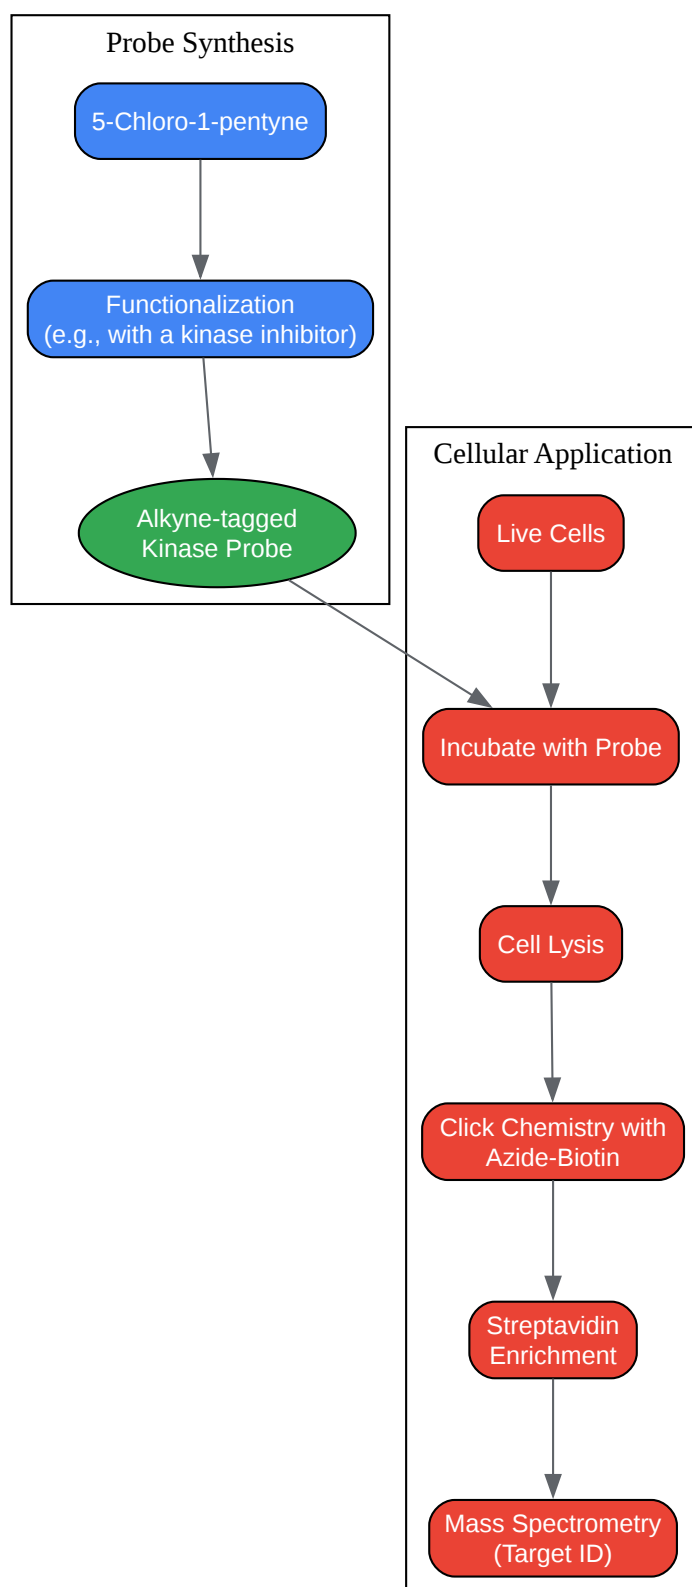 Probe Synthesis
5-Chloro-1-pentyne
Functionalization
(e.g., with a kinase inhibitor)
Alkyne-tagged
Kinase Probe
Cellular Application
Live Cells
Incubate with Probe
Cell Lysis
Click Chemistry with
Azide-Biotin
Streptavidin
Enrichment
Mass Spectrometry
(Target ID)